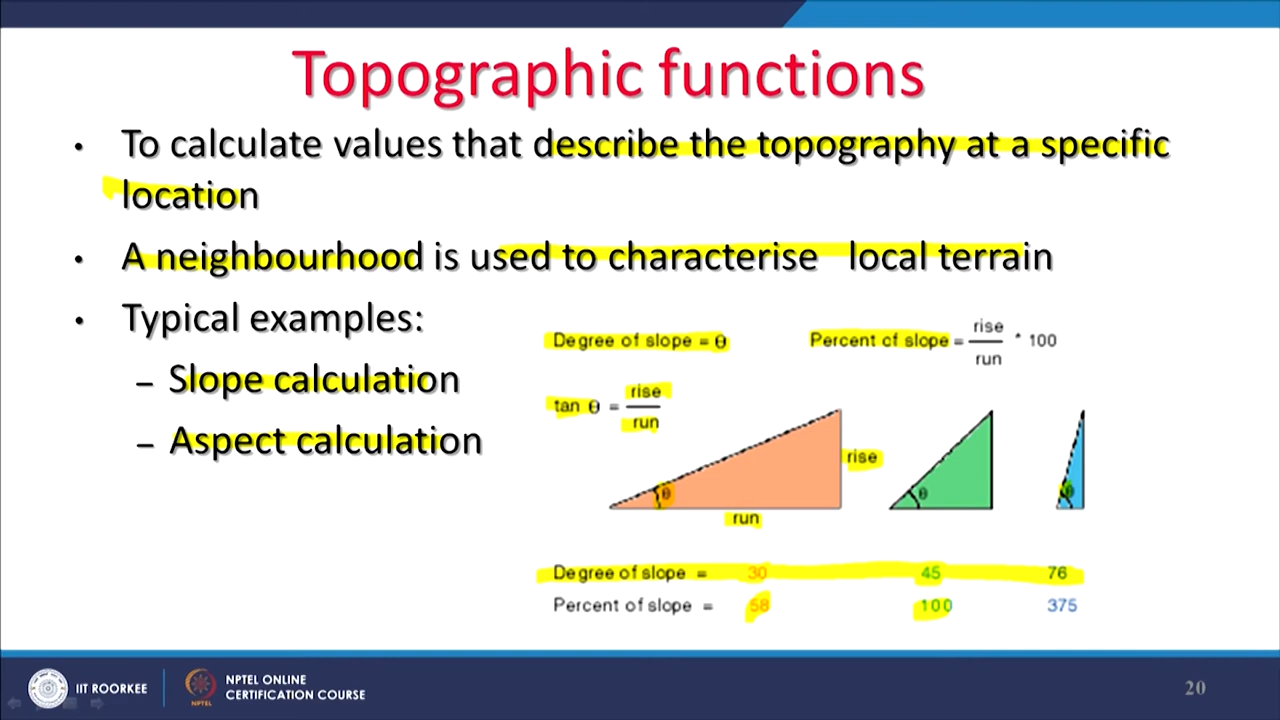 Topographic functions
• To calculate values that describe the topography at a specific
location
• A neighbourhood is used to characterise local terrain
• Typical examples:
– Slope calculation
– Aspect calculation
Degree of slope = θ
Percent of slope = rise
run
* 100
tan θ = rise
run
rise
θ
run
θ
θ
Degree of slope = 30 45 76
Percent of slope = 58 100 375
IIT ROORKEE
NPTEL
NPTEL ONLINE
CERTIFICATION COURSE
20